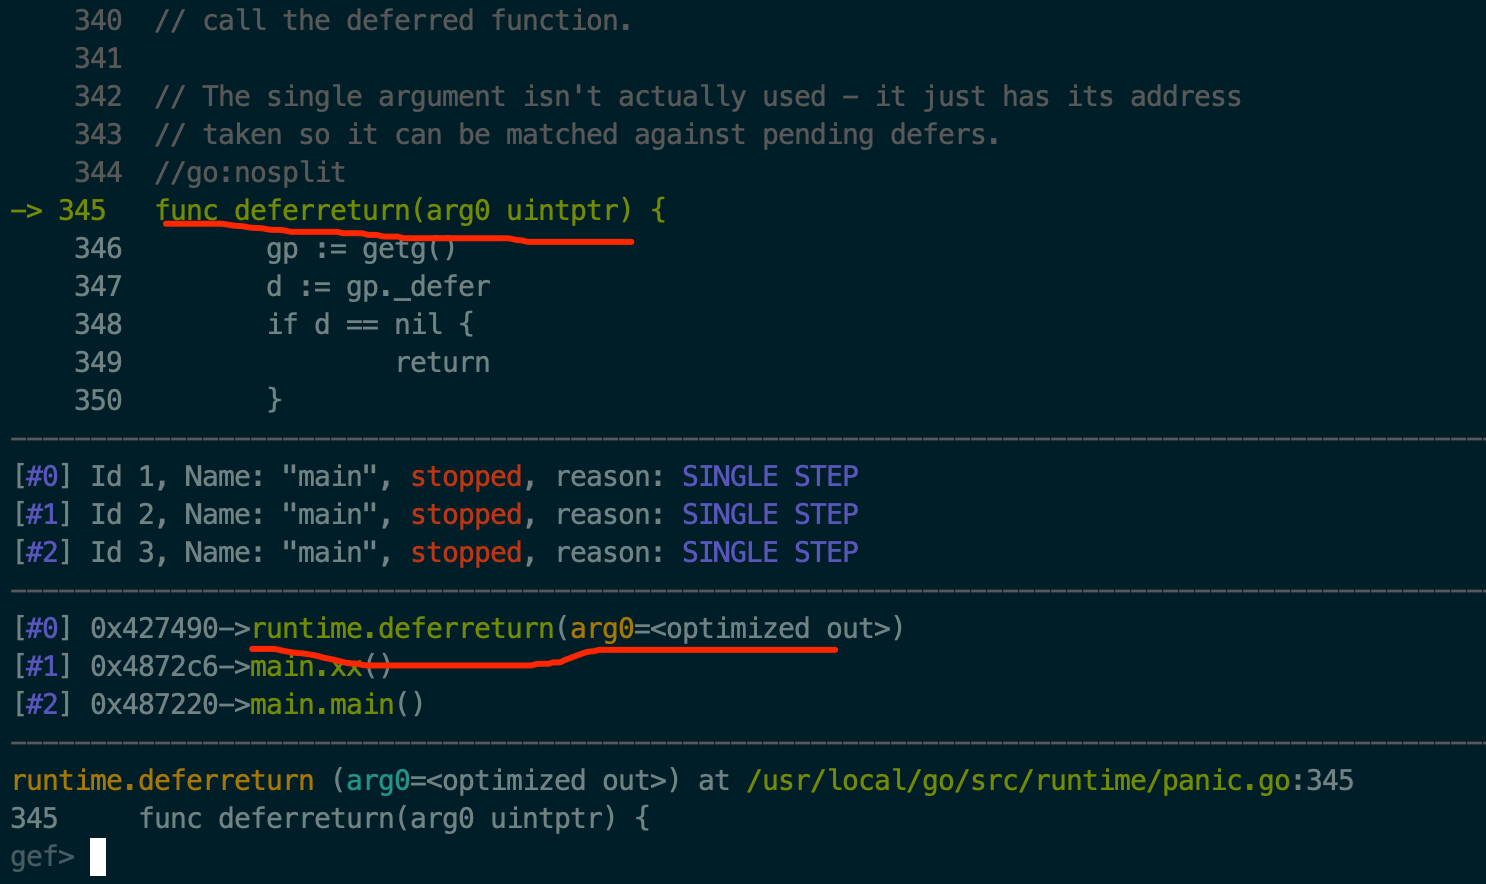 340 // call the deferred function.
341
342 // The single argument isn't actually used – it just has its address
343 // taken so it can be matched against pending defers.
344 //go:nosplit
—> 345 func deferreturn(arg0 uintptr) {
346 gp := getg()
347 d := gp._defer
348 if d == nil {
349 return
350 }
[#0] Id 1, Name: "main", stopped, reason: SINGLE STEP
[#1] Id 2, Name: "main", stopped, reason: SINGLE STEP
[#2] Id 3, Name: "main", stopped, reason: SINGLE STEP
[#0] 0x427490—>runtime.deferreturn(arg0=<optimized out>)
[#1] 0x4872c6—>main.xx()
[#2] 0x487220—>main.main()
runtime.deferreturn (arg0=<optimized out>) at /usr/local/go/src/runtime/panic.go:345
345 func deferreturn(arg0 uintptr) {
gef>